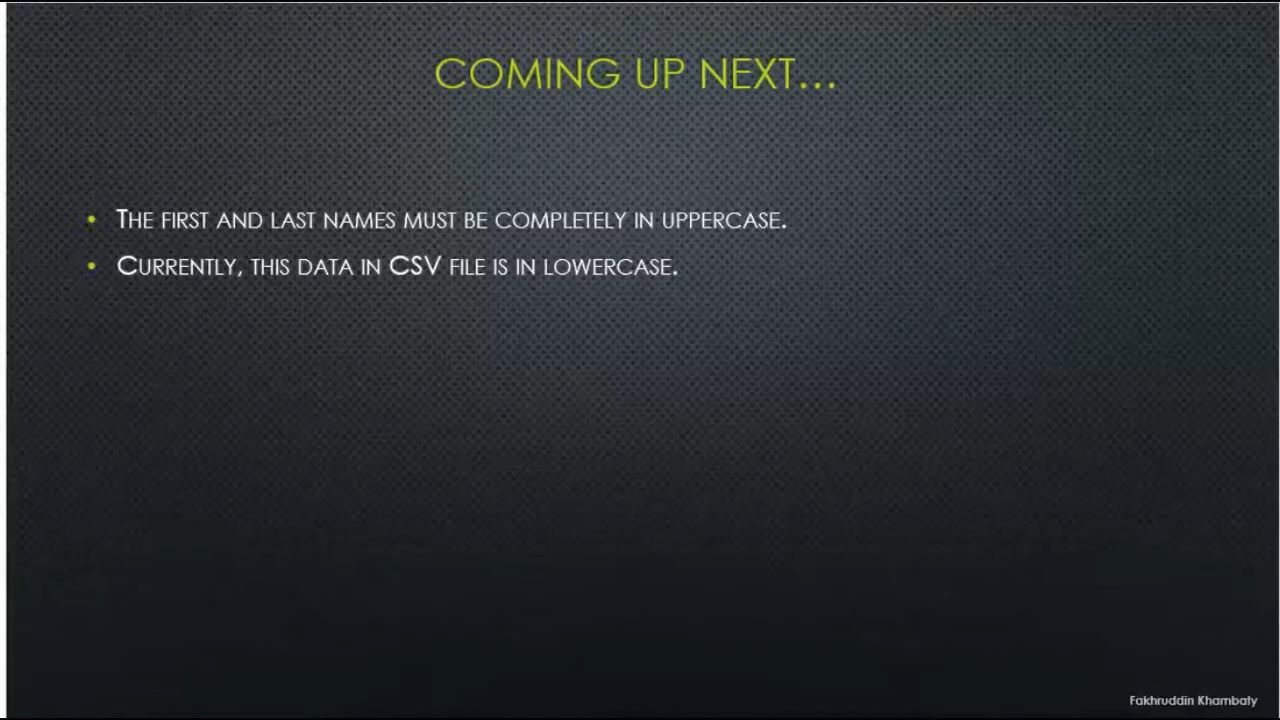 COMING UP NEXT...
• THE FIRST AND LAST NAMES MUST BE COMPLETELY IN UPPERCASE.
• CURRENTLY, THIS DATA IN CSV FILE IS IN LOWERCASE.
Fakhruddin Khambaty